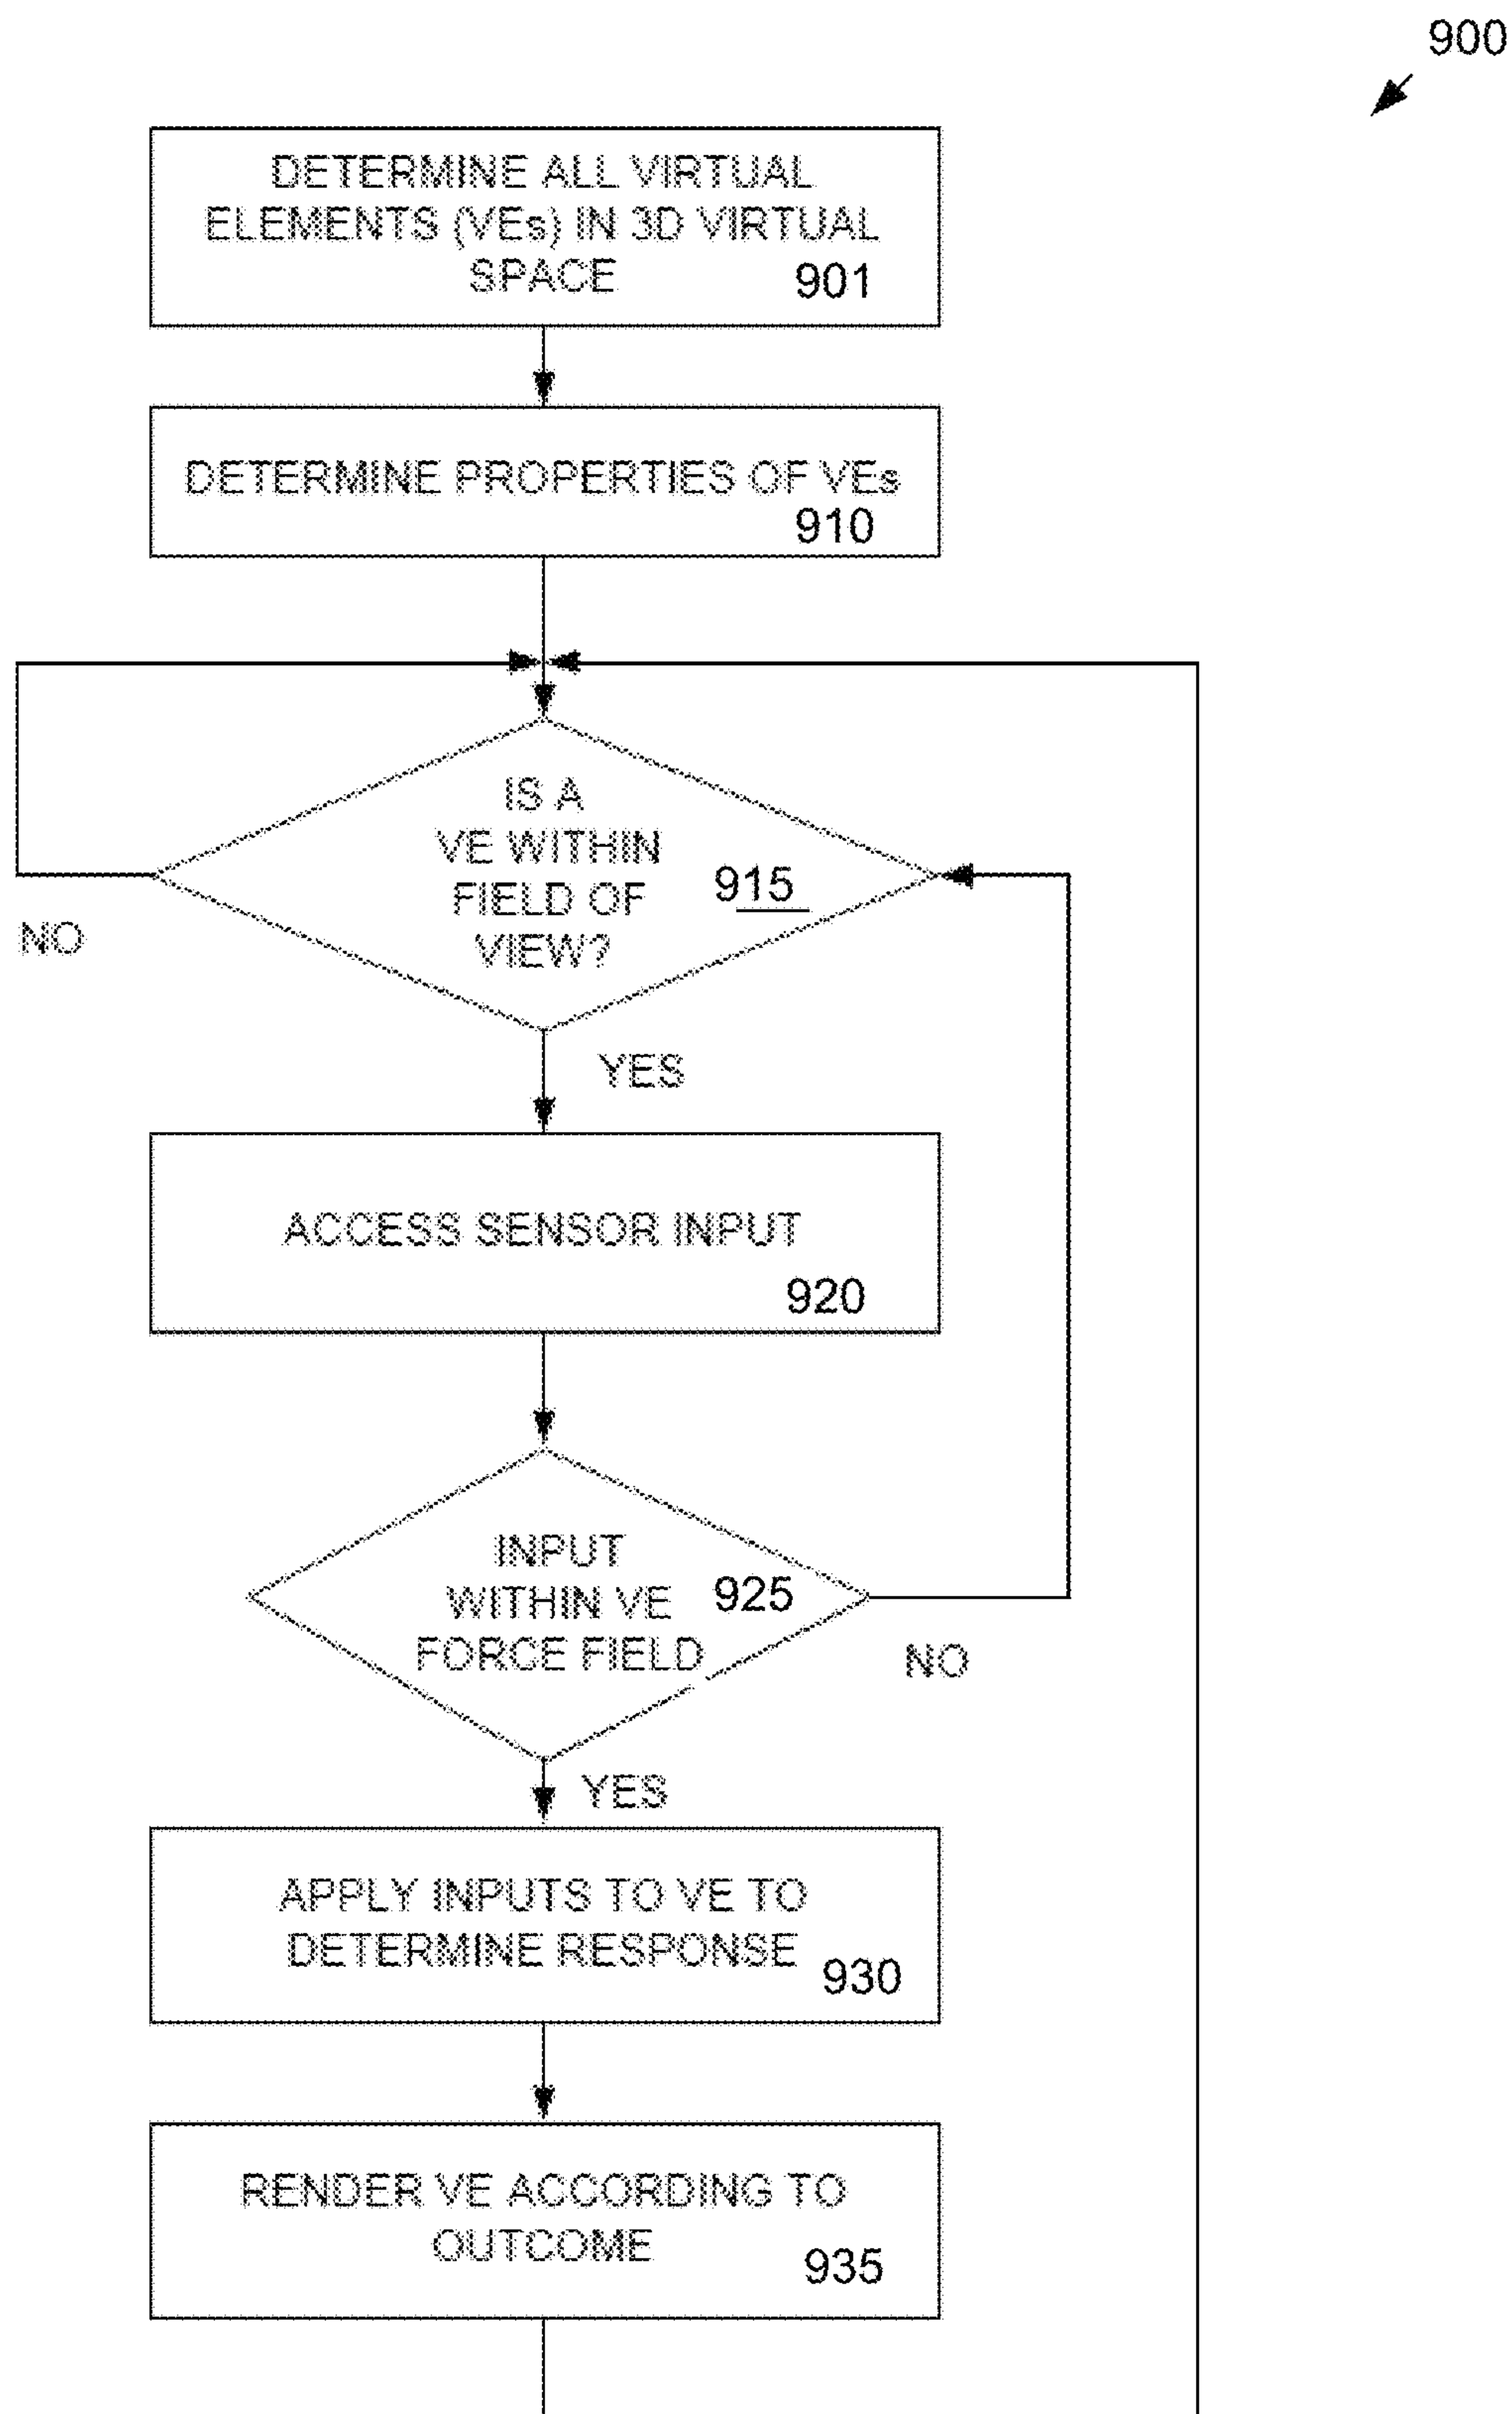 900
DETERMINE ALL VIRTUAL
ELEMENTS (VEs) IN 3D VIRTUAL
SPACE 901
DETERMINE PROPERTIES OF VEs
910
IS A
VE WITHIN
FIELD OF
VIEW?
915
NO
YES
ACCESS SENSOR INPUT
920
INPUT
WITHIN VE
FORCE FIELD
925
NO
YES
APPLY INPUTS TO VE TO
DETERMINE RESPONSE
930
RENDER VE ACCORDING TO
OUTCOME
935